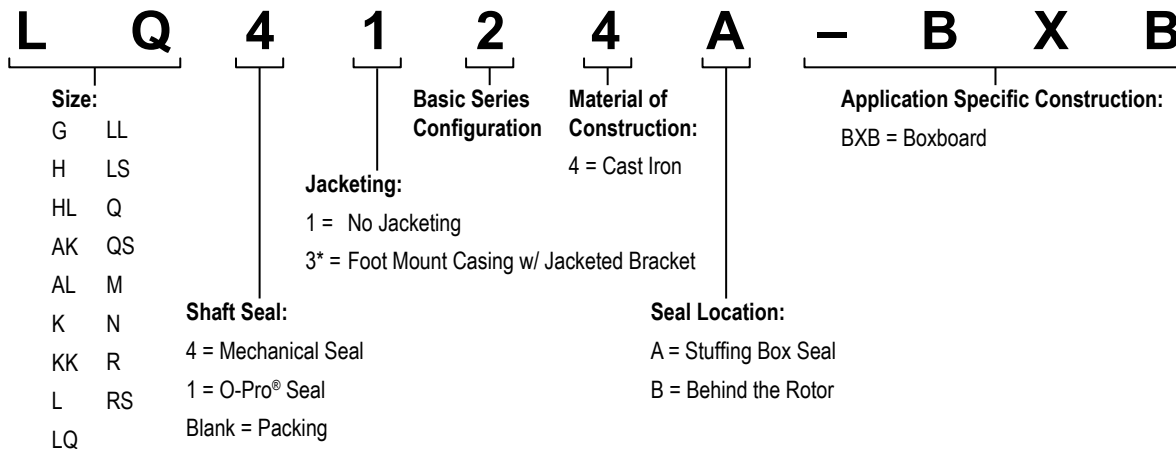 L Q 4 1 2 4 A – B X B
Size:
G LL
H LS
HL Q
AK QS
AL M
K N
KK R
L RS
LQ
Shaft Seal:
4 = Mechanical Seal
1 = O-Pro® Seal
Blank = Packing
Jacketing:
1 = No Jacketing
3* = Foot Mount Casing w/ Jacketed Bracket
Basic Series
Configuration
Material of
Construction:
4 = Cast Iron
Seal Location:
A = Stuffing Box Seal
B = Behind the Rotor
Application Specific Construction:
BXB = Boxboard